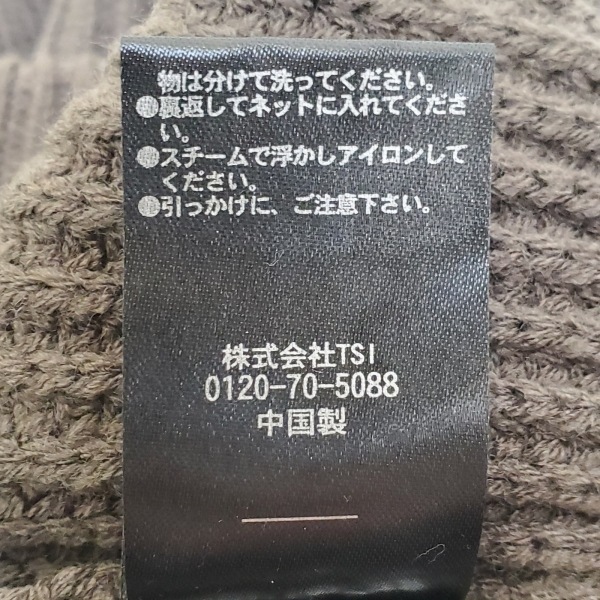 物は分けて洗ってください。
●裏返してネットに入れてくださ
い。
●スチームで浮かしアイロンして
ください。
●引っかけに、ご注意下さい。
株式会社TSI
0120-70-5088
中国製